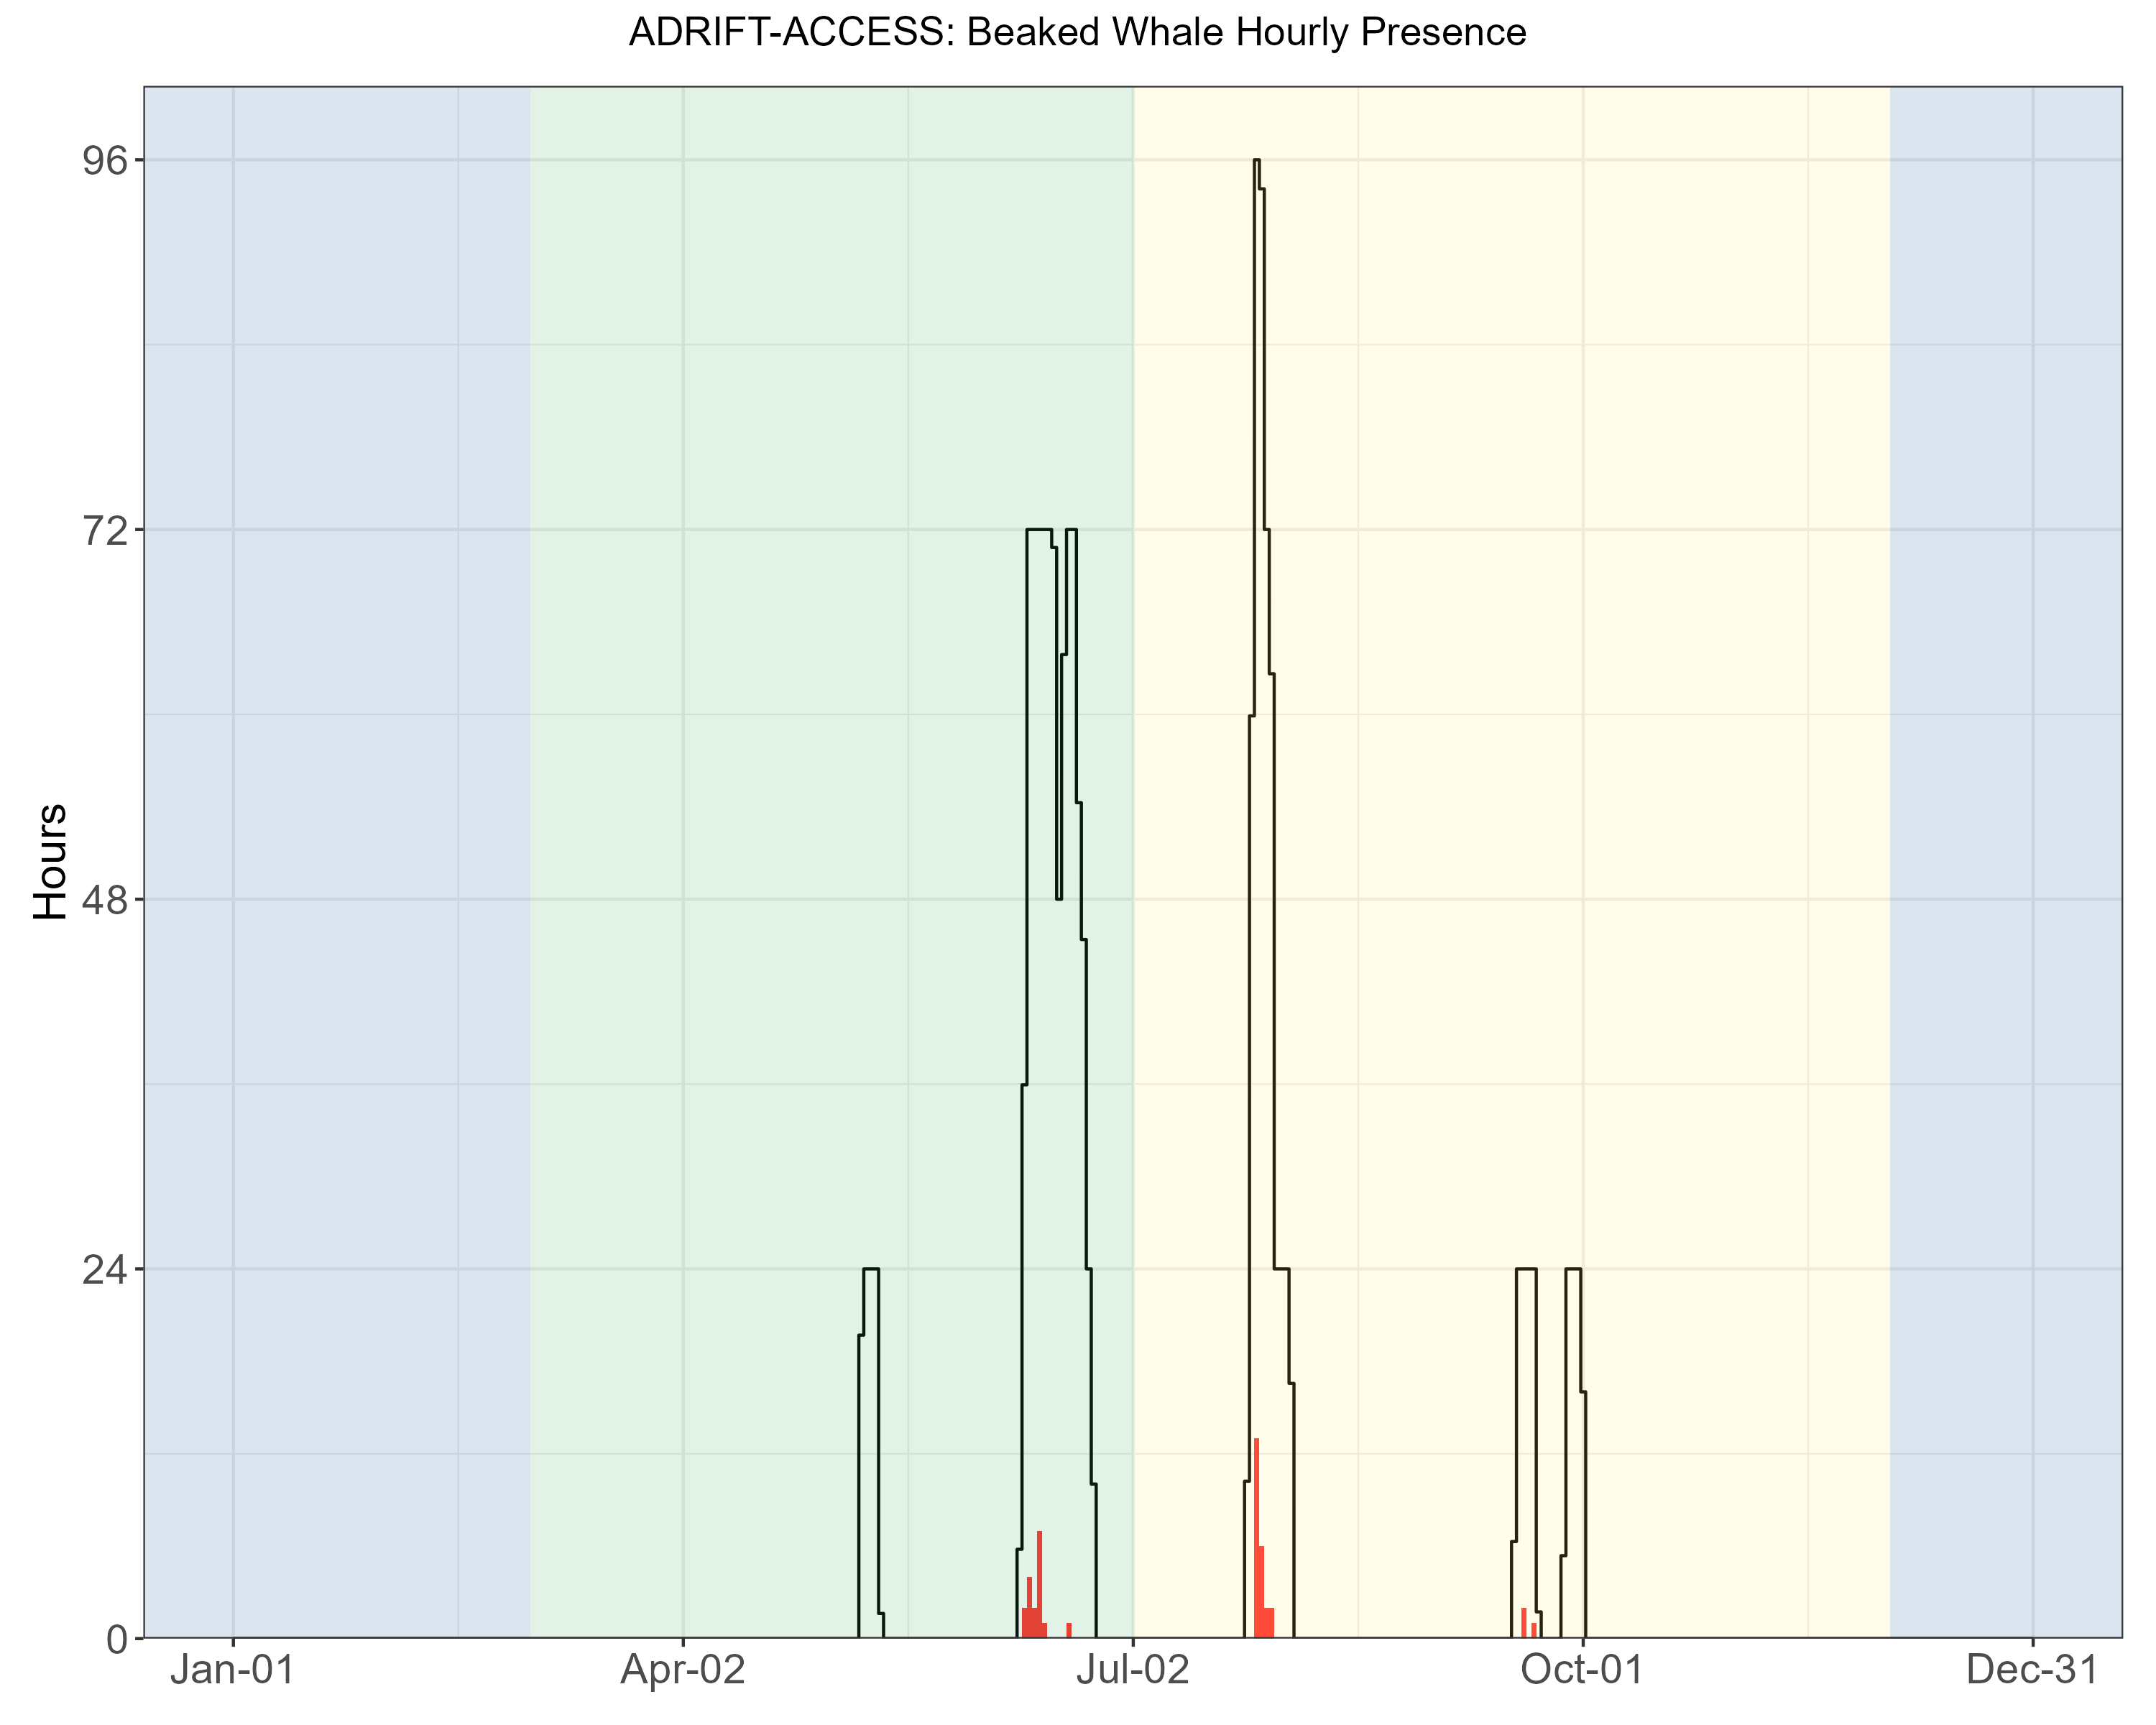 ADRIFT-ACCESS: Beaked Whale Hourly Presence
96
72
48
24
0
Hours
Jan-01 Apr-02 Jul-02 Oct-01 Dec-31